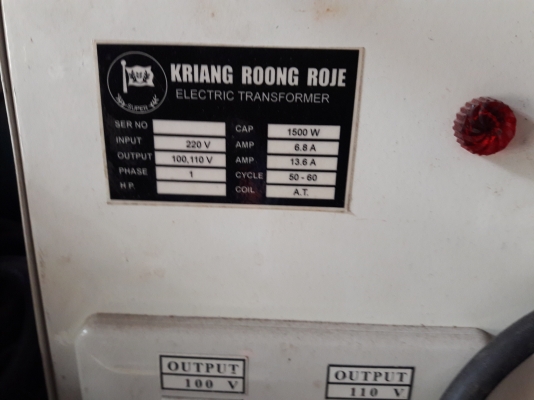 KRIANG ROONG ROJE
ELECTRIC TRANSFORMER
SUPER
SER NO CAP 1500 W
INPUT 220 V AMP 6.8 A
OUTPUT 100,110 V AMP 13.6 A
PHASE 1 CYCLE 50 - 60
H.P. COIL A.T.
OUTPUT
100 V
OUTPUT
110 V